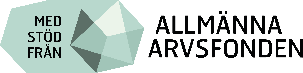 MED
STÖD
FRÅN
ALLMÄNNA
ARVSFONDEN